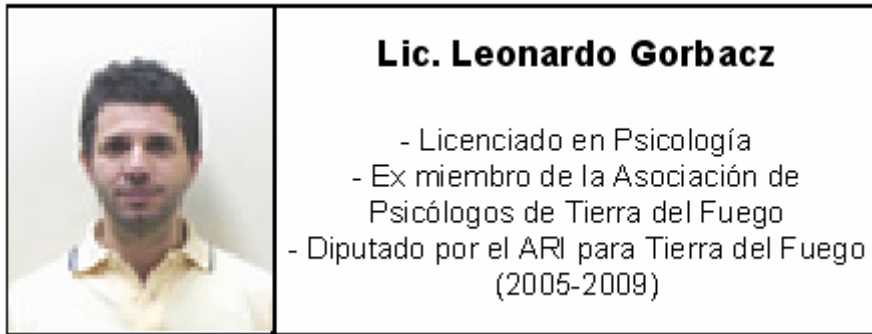 Lic. Leonardo Gorbacz
- Licenciado en Psicología
- Ex miembro de la Asociación de
Psicólogos de Tierra del Fuego
- Diputado por el ARI para Tierra del Fuego
(2005-2009)